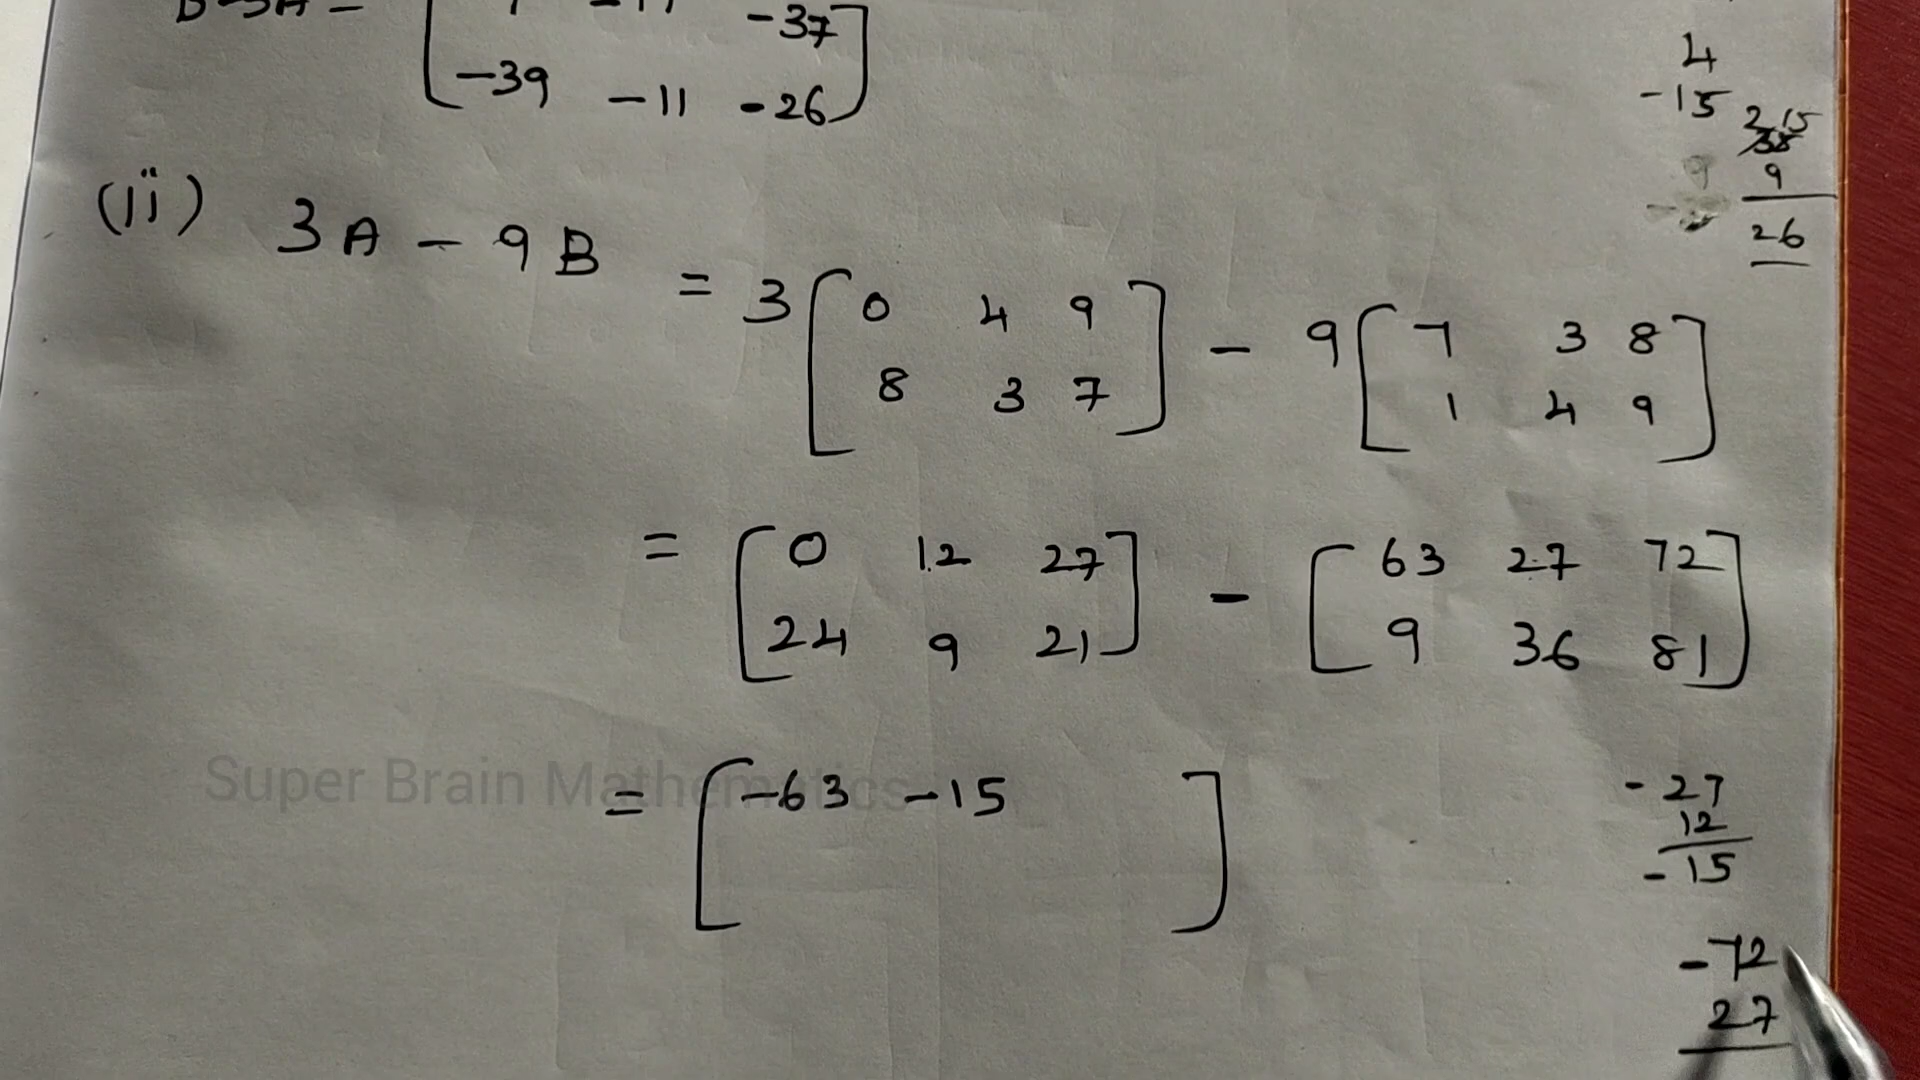 -37
-39 -11 -26
4
-15
2 15
9
26
(ii) 3A - 9B = 3 [ 0 4 9 ] - 9 [ 7 3 8 ]
8 3 7 1 4 9
= [ 0 12 27 ] - [ 63 27 72 ]
24 9 21 9 36 81
Super Brain Mathematics
= [ -63 -15 ]
-27
12
-15
-72
27